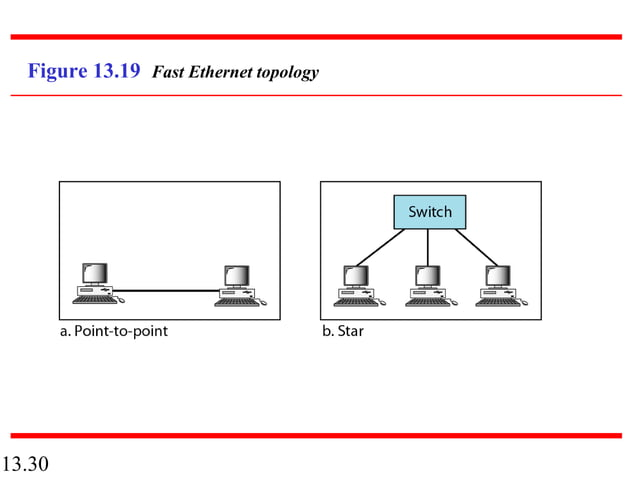 Figure 13.19 Fast Ethernet topology
Switch
a. Point-to-point
b. Star
13.30